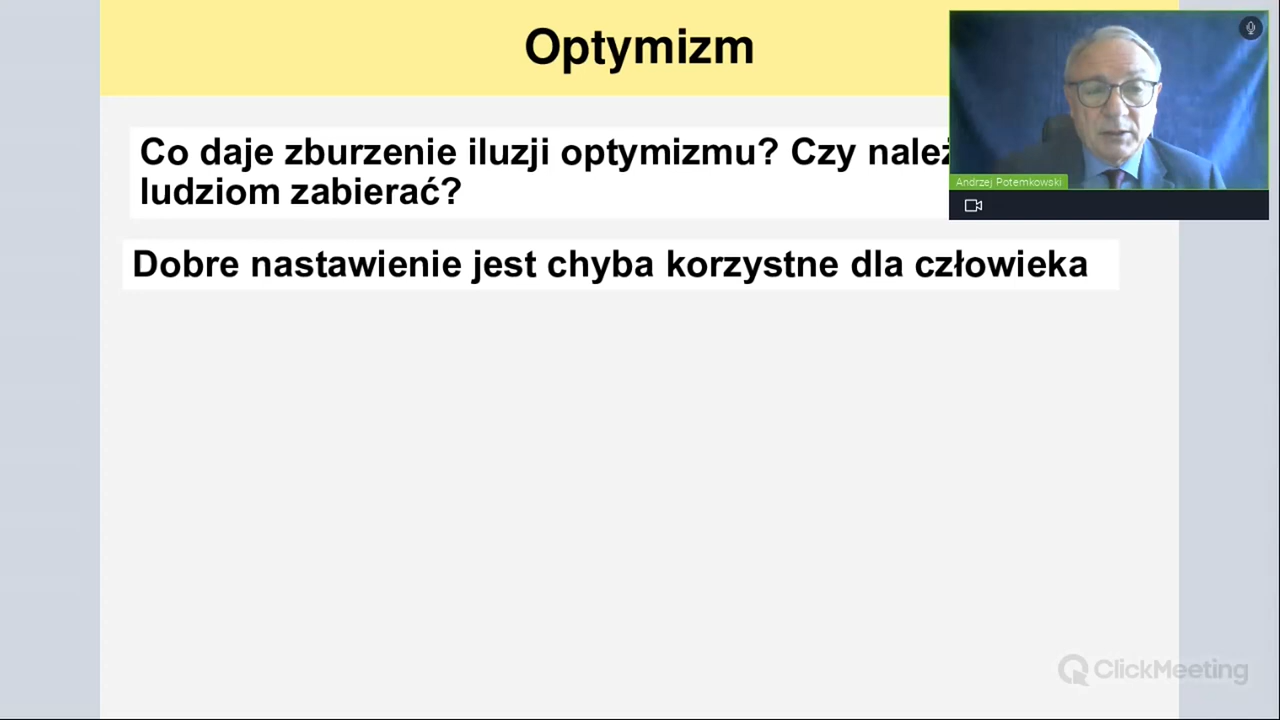 Optymizm
Co daje zburzenie iluzji optymizmu? Czy
ludziom zabierać?
Dobre nastawienie jest chyba korzystne dla człowieka
Andrzej Potemkowski
ClickMeeting